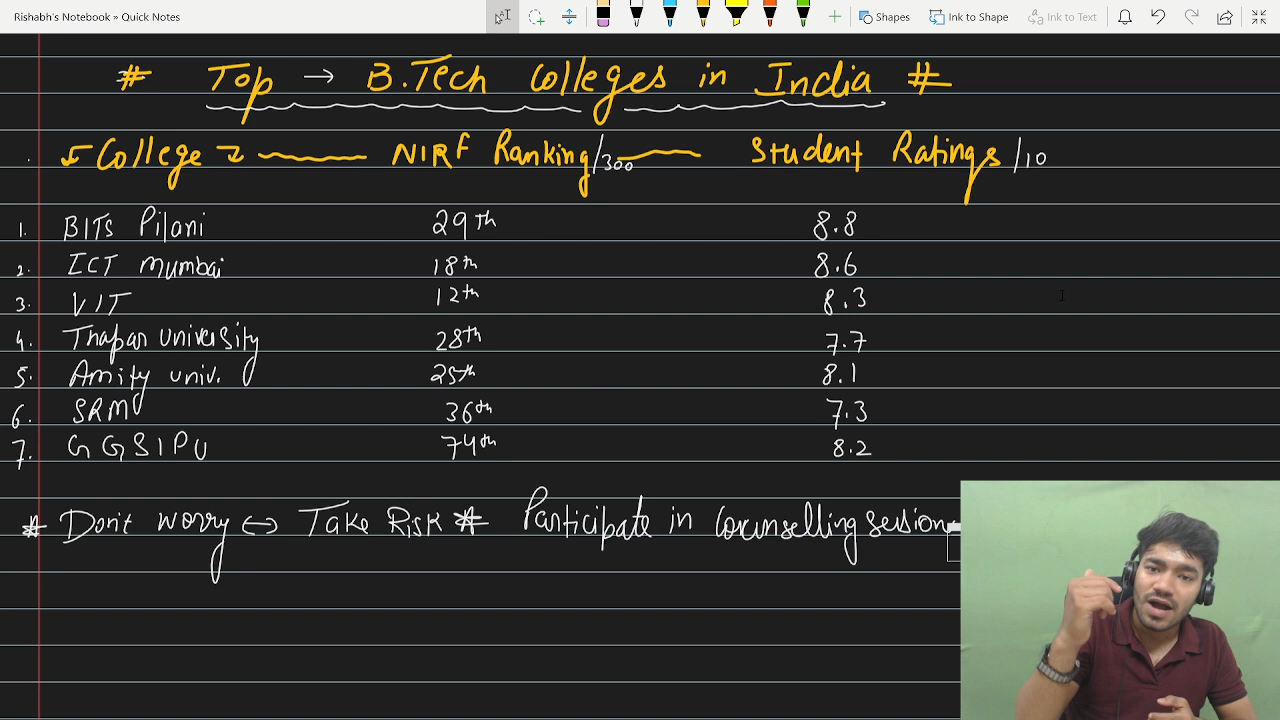 Rishabh's Notebook » Quick Notes
Shapes Ink to Shape Ink to Text
# Top → B.Tech Colleges in India #
College NIRF Ranking/300 Student Ratings /10
1. BITS Pilani 29th 8.8
2. ICT Mumbai 18th 8.6
3. VIT 12th 8.3
4. Thapar University 28th 7.7
5. Amity univ. 25th 8.1
6. SRM 36th 7.3
7. GGSIPU 74th 8.2
* Don't worry ↔ Take Risk * Participate in Counselling session